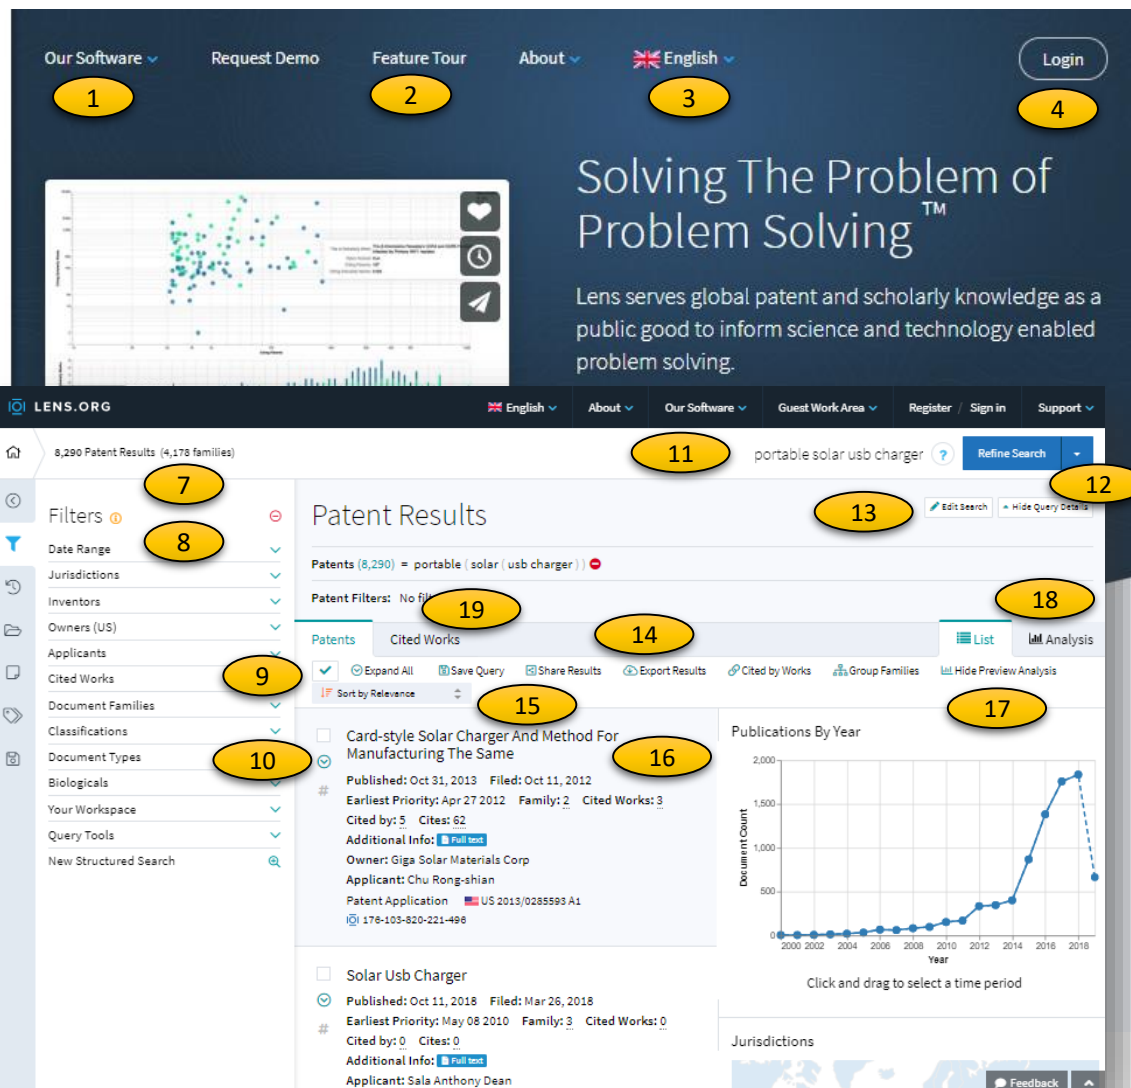 Our Software Request Demo Feature Tour About English Login
1 2 3 4
Solving The Problem of
Problem Solving ™
Lens serves global patent and scholarly knowledge as a
public good to inform science and technology enabled
problem solving.
LENS.ORG English About Our Software Guest Work Area Register / Sign in Support
8,290 Patent Results (4,178 families) 11 portable solar usb charger ? Refine Search
7 12
Filters
8
Date Range
Jurisdictions
Inventors
Owners (US)
Applicants
Cited Works
9
Document Families
Classifications
Document Types
10
Biologicals
Your Workspace
Query Tools
New Structured Search
Patent Results
13 Edit Search Hide Query Details
Patents (8,290) = portable ( solar ( usb charger ) )
Patent Filters: No
19 18
Patents Cited Works 14 List Analysis
Expand All Save Query Share Results Export Results Cited by Works Group Families Hide Preview Analysis
Sort by Relevance
15 17
Card-style Solar Charger And Method For
Manufacturing The Same
16
Published: Oct 31, 2013 Filed: Oct 11, 2012
Earliest Priority: Apr 27 2012 Family: 2 Cited Works: 3
Cited by: 5 Cites: 62
Additional Info: Full text
Owner: Giga Solar Materials Corp
Applicant: Chu Rong-shian
Patent Application US 2013/0285593 A1
176-103-820-221-496
Solar Usb Charger
Published: Oct 11, 2018 Filed: Mar 26, 2018
Earliest Priority: May 08 2010 Family: 3 Cited Works: 0
Cited by: 0 Cites: 0
Additional Info: Full text
Applicant: Sala Anthony Dean
#
#
Publications By Year
2,000
1,500
1,000
500
0
Document Count
2000 2002 2004 2006 2008 2010 2012 2014 2016 2018
Year
Click and drag to select a time period
Jurisdictions
Feedback